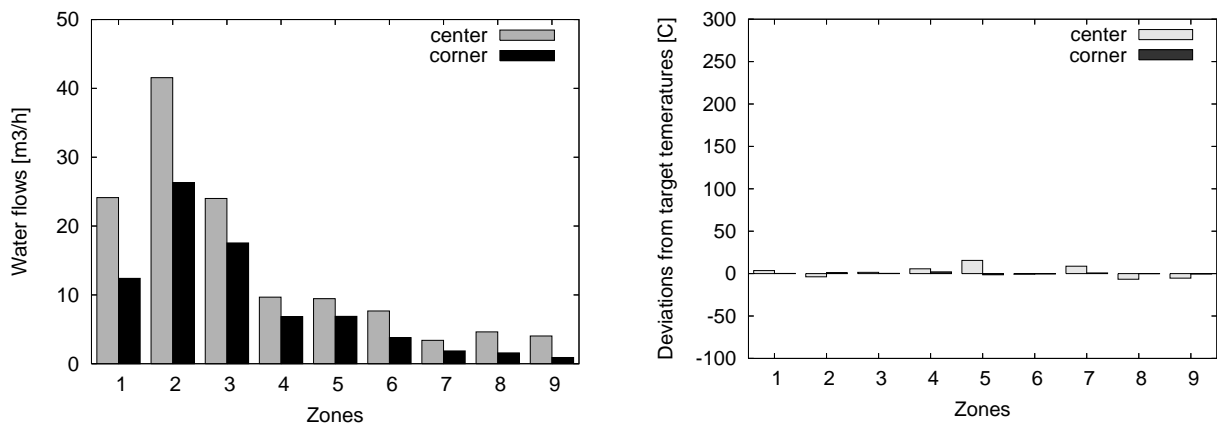 Water flows [m3/h]
50
40
30
20
10
0
center
corner
1 2 3 4 5 6 7 8 9
Zones
Deviations from target temeratures [C]
300
250
200
150
100
50
0
-50
-100
center
corner
1 2 3 4 5 6 7 8 9
Zones